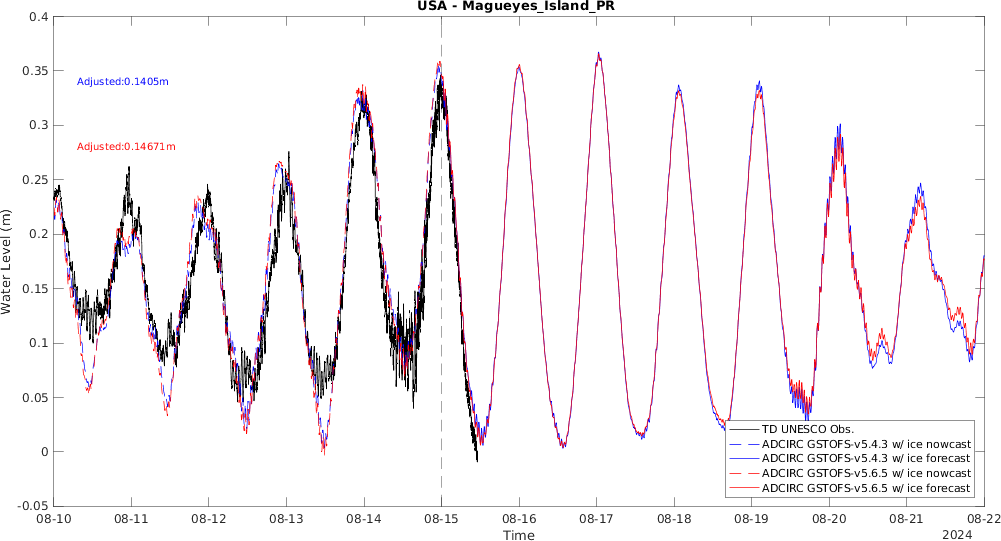 USA - Magueyes_Island_PR
0.4
0.35
0.3
0.25
0.2
0.15
0.1
0.05
0
-0.05
Water Level (m)
Adjusted:0.1405m
Adjusted:0.14671m
TD UNESCO Obs.
ADCIRC GSTOFS-v5.4.3 w/ ice nowcast
ADCIRC GSTOFS-v5.4.3 w/ ice forecast
ADCIRC GSTOFS-v5.6.5 w/ ice nowcast
ADCIRC GSTOFS-v5.6.5 w/ ice forecast
08-10 08-11 08-12 08-13 08-14 08-15 08-16 08-17 08-18 08-19 08-20 08-21 08-22
Time
2024